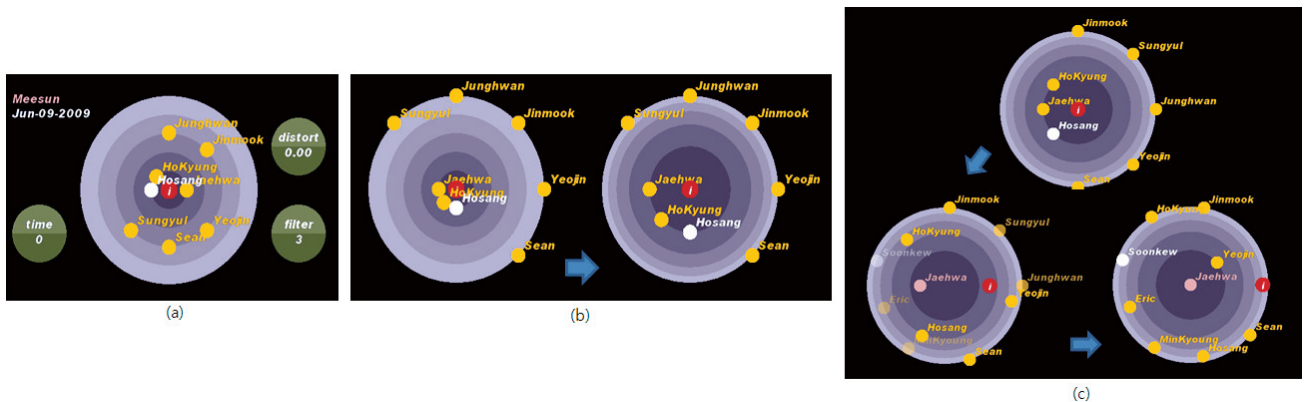 Meesun
Jun-09-2009
Junghwan
Jinmook
distort
0.00
HoKyung
Hosang
i
Sungyul
Yeojin
Sean
time
0
filter
3
(a)
Junghwan
Sungyul
Jinmook
Jaehwa
i
HoKyung
Hosang
Yeojin
Sean
Junghwan
Sungyul
Jinmook
Jaehwa
i
Yeojin
HoKyung
Hosang
Sean
(b)
Jinmook
Sungyul
HoKyung
Jaehwa
i
Junghwan
Hosang
Yeojin
Sean
Jinmook
Sungyul
HoKyung
Soonkew
Jaehwa
i
Junghwan
Yeojin
Eric
Hosang
Sean
HoKyung
Jinmook
Soonkew
Yeojin
Jaehwa
i
Eric
Sean
MinKyoung
Hosang
(c)